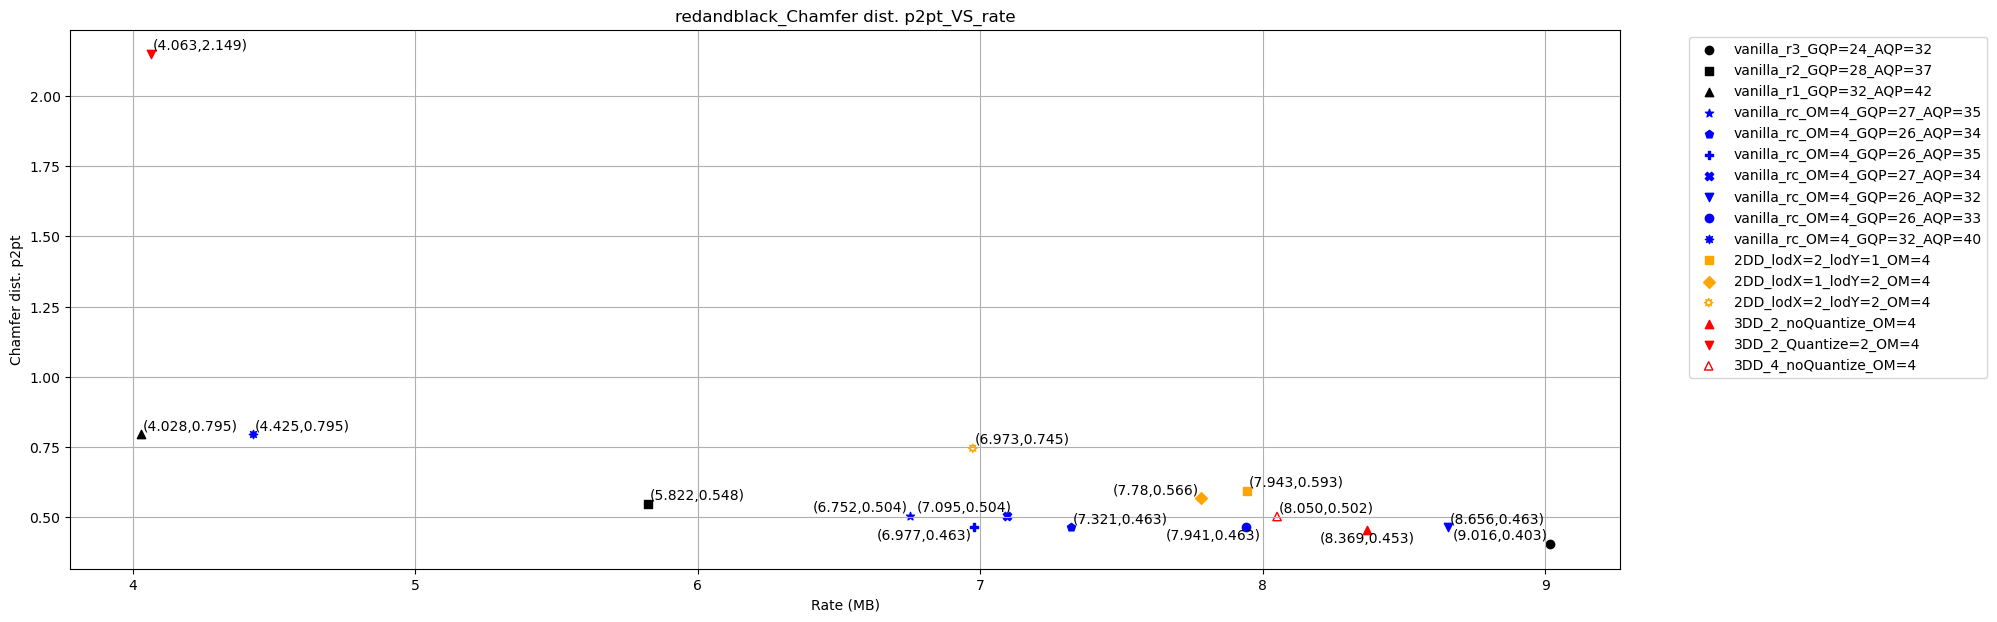 redandblack_Chamfer dist. p2pt_VS_rate
Chamfer dist. p2pt
2.00
1.75
1.50
1.25
1.00
0.75
0.50
(4.063,2.149)
(4.028,0.795)
(4.425,0.795)
(5.822,0.548)
(6.973,0.745)
(6.752,0.504)
(7.095,0.504)
(6.977,0.463)
(7.321,0.463)
(7.78,0.566)
(7.943,0.593)
(8.050,0.502)
(7.941,0.463)
(8.369,0.453)
(8.656,0.463)
(9.016,0.403)
4
5
6
7
8
9
Rate (MB)
vanilla_r3_GQP=24_AQP=32
vanilla_r2_GQP=28_AQP=37
vanilla_r1_GQP=32_AQP=42
vanilla_rc_OM=4_GQP=27_AQP=35
vanilla_rc_OM=4_GQP=26_AQP=34
vanilla_rc_OM=4_GQP=26_AQP=35
vanilla_rc_OM=4_GQP=27_AQP=34
vanilla_rc_OM=4_GQP=26_AQP=32
vanilla_rc_OM=4_GQP=26_AQP=33
vanilla_rc_OM=4_GQP=32_AQP=40
2DD_lodX=2_lodY=1_OM=4
2DD_lodX=1_lodY=2_OM=4
2DD_lodX=2_lodY=2_OM=4
3DD_2_noQuantize_OM=4
3DD_2_Quantize=2_OM=4
3DD_4_noQuantize_OM=4